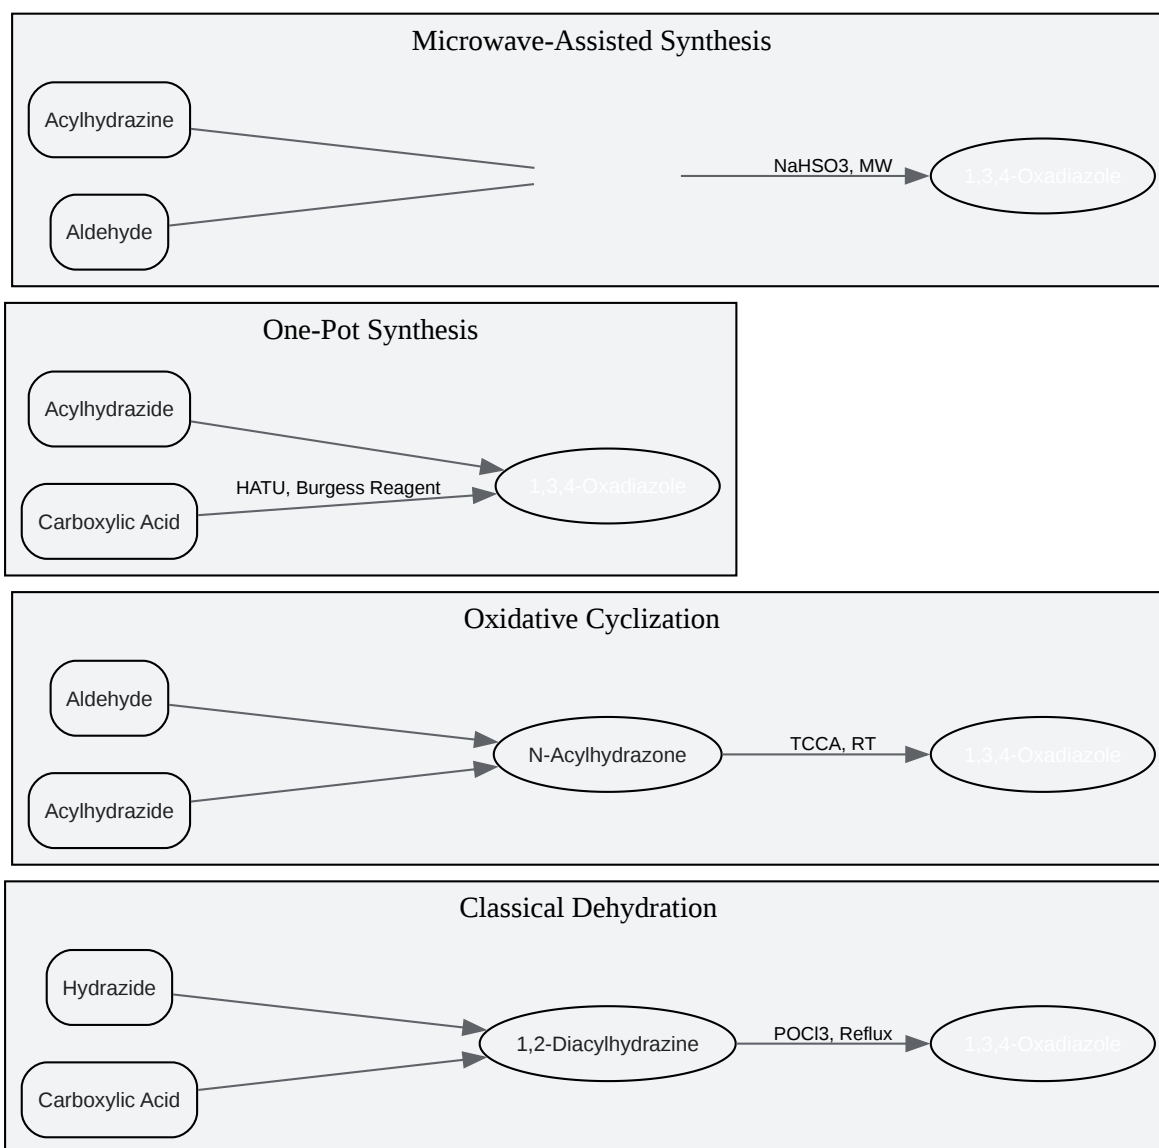 Microwave-Assisted Synthesis
Acylhydrazine
NaHSO3, MW
1,3,4-Oxadiazole
Aldehyde
One-Pot Synthesis
Acylhydrazide
HATU, Burgess Reagent
1,3,4-Oxadiazole
Carboxylic Acid
Oxidative Cyclization
Aldehyde
N-Acylhydrazone
TCCA, RT
1,3,4-Oxadiazole
Acylhydrazide
Classical Dehydration
Hydrazide
1,2-Diacylhydrazine
POCl3, Reflux
1,3,4-Oxadiazole
Carboxylic Acid